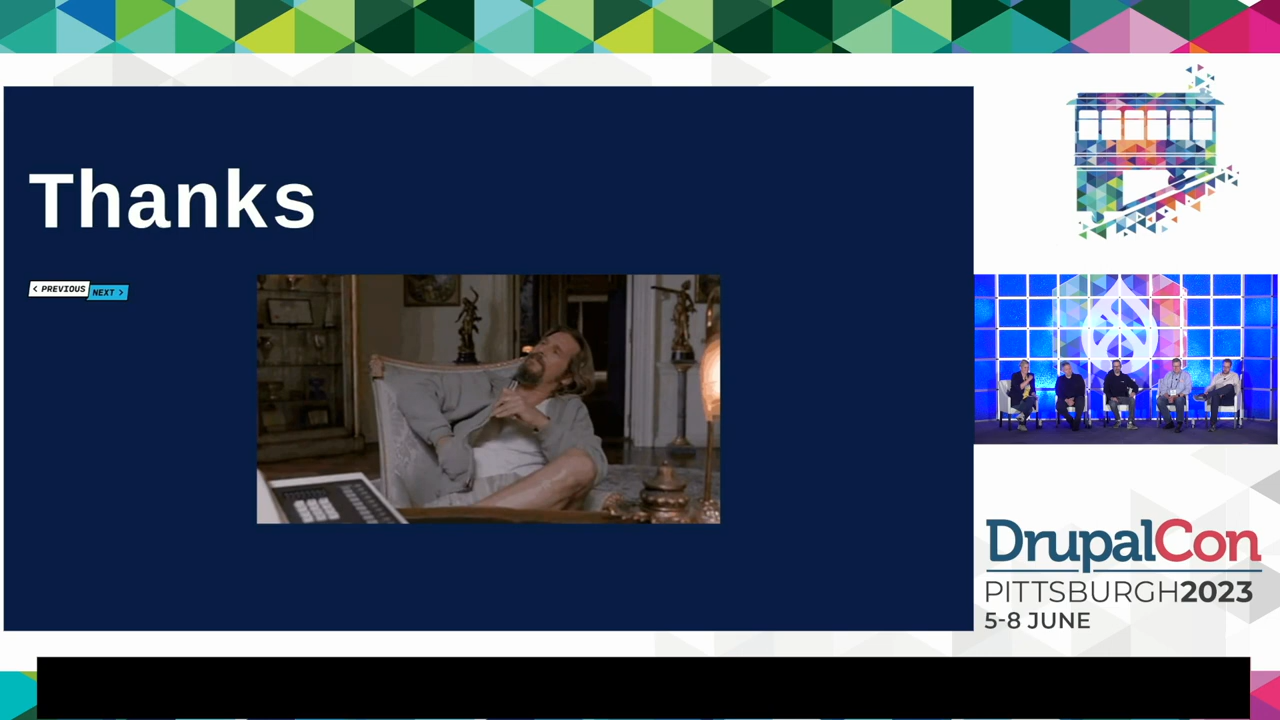 Thanks
< PREVIOUS
NEXT >
DrupalCon
PITTSBURGH2023
5-8 JUNE